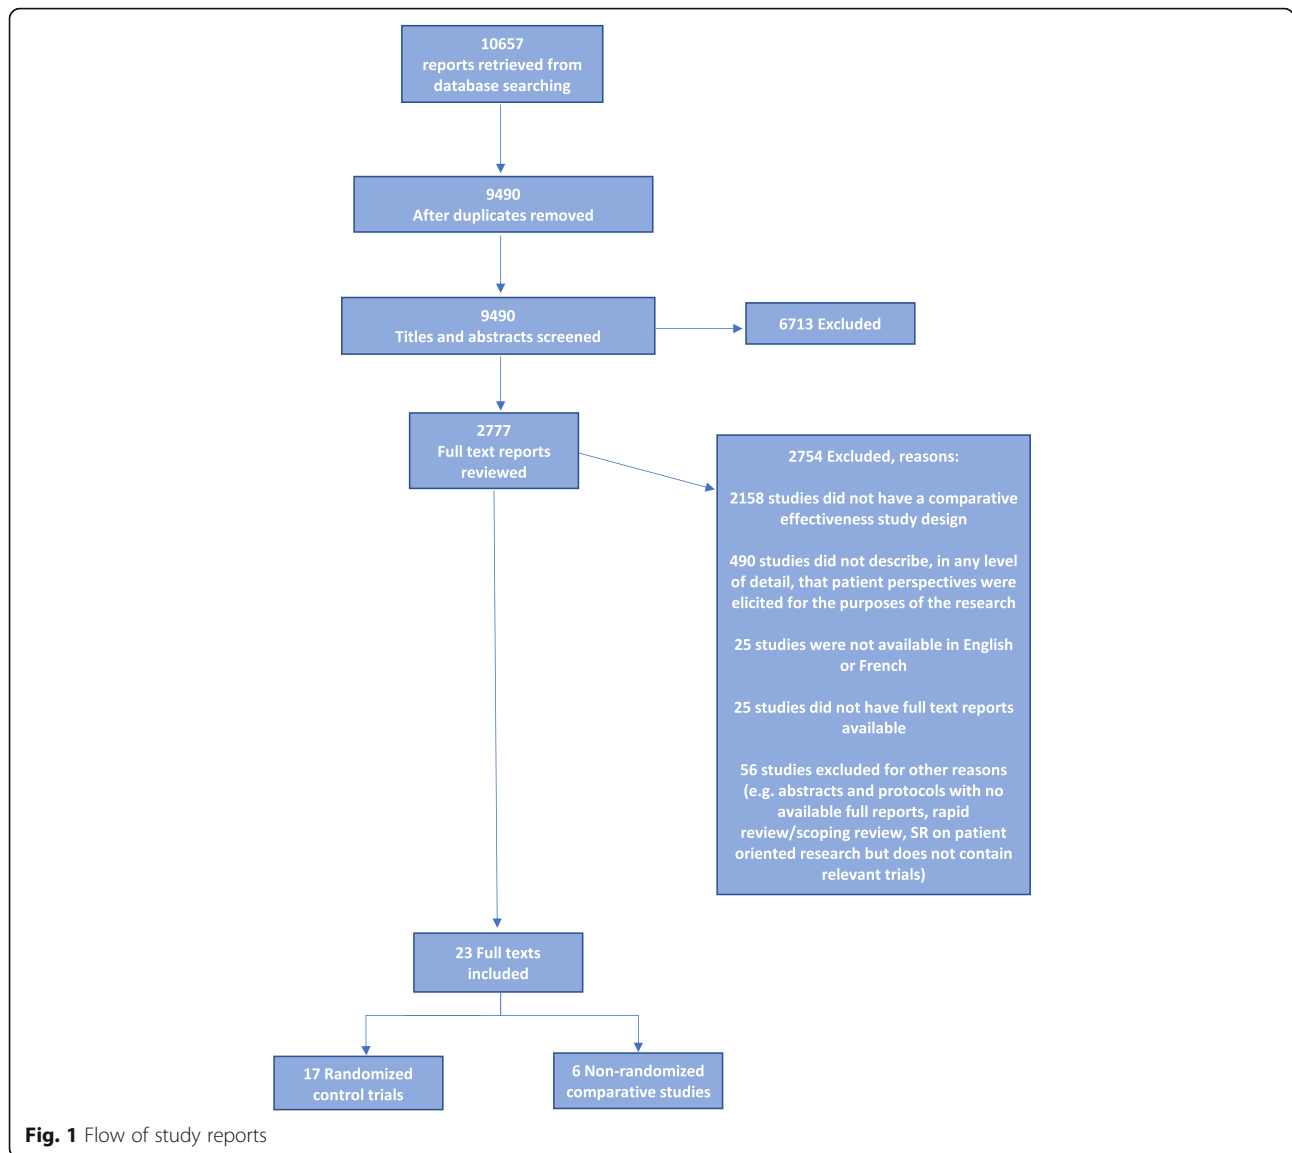 10657
reports retrieved from
database searching
9490
After duplicates removed
9490
Titles and abstracts screened
6713 Excluded
2777
Full text reports
reviewed
2754 Excluded, reasons:
2158 studies did not have a comparative
effectiveness study design
490 studies did not describe, in any level
of detail, that patient perspectives were
elicited for the purposes of the research
25 studies were not available in English
or French
25 studies did not have full text reports
available
56 studies excluded for other reasons
(e.g. abstracts and protocols with no
available full reports, rapid
review/scoping review, SR on patient
oriented research but does not contain
relevant trials)
23 Full texts
included
17 Randomized
control trials
6 Non-randomized
comparative studies
Fig. 1 Flow of study reports